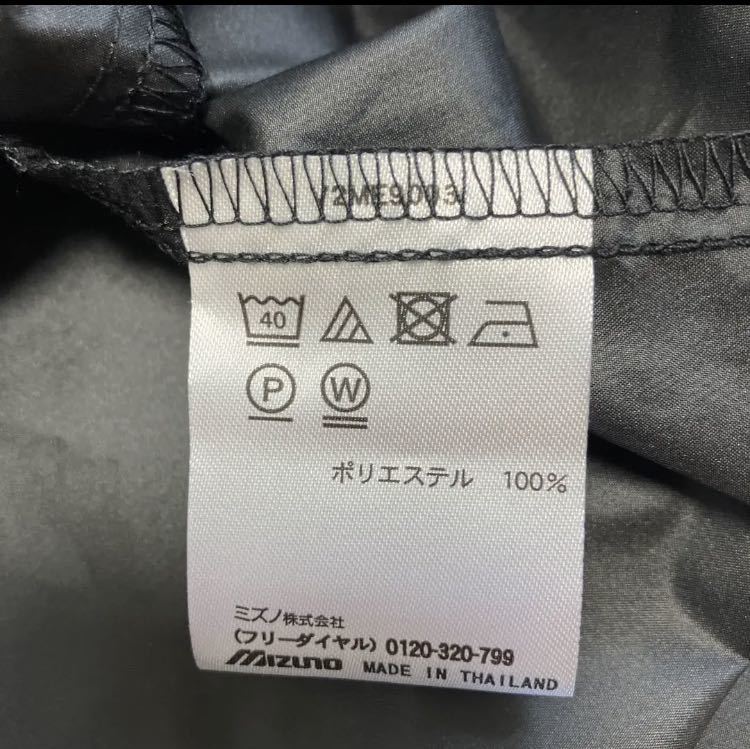 40
P W
ポリエステル 100%
ミズノ株式会社
(フリーダイヤル) 0120-320-799
MIZUNO MADE IN THAILAND